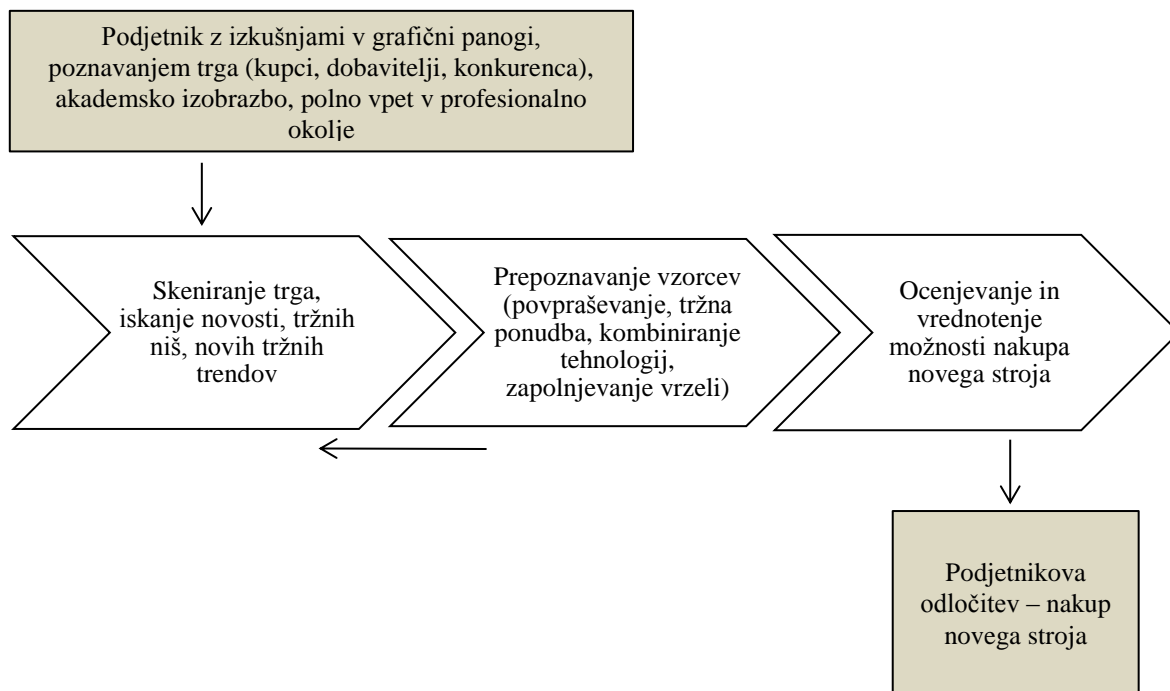 Podjetnik z izkušnjami v grafični panogi,
poznavanjem trga (kupci, dobavitelji, konkurenca),
akademsko izobrazbo, polno vpet v profesionalno
okolje
Skeniranje trga,
iskanje novosti, tržnih
niš, novih tržnih
trendov
Prepoznavanje vzorcev
(povpraševanje, tržna
ponudba, kombiniranje
tehnologij,
zapolnjevanje vrzeli)
Ocenjevanje in
vrednotenje
možnosti nakupa
novega stroja
Podjetnikova
odločitev – nakup
novega stroja